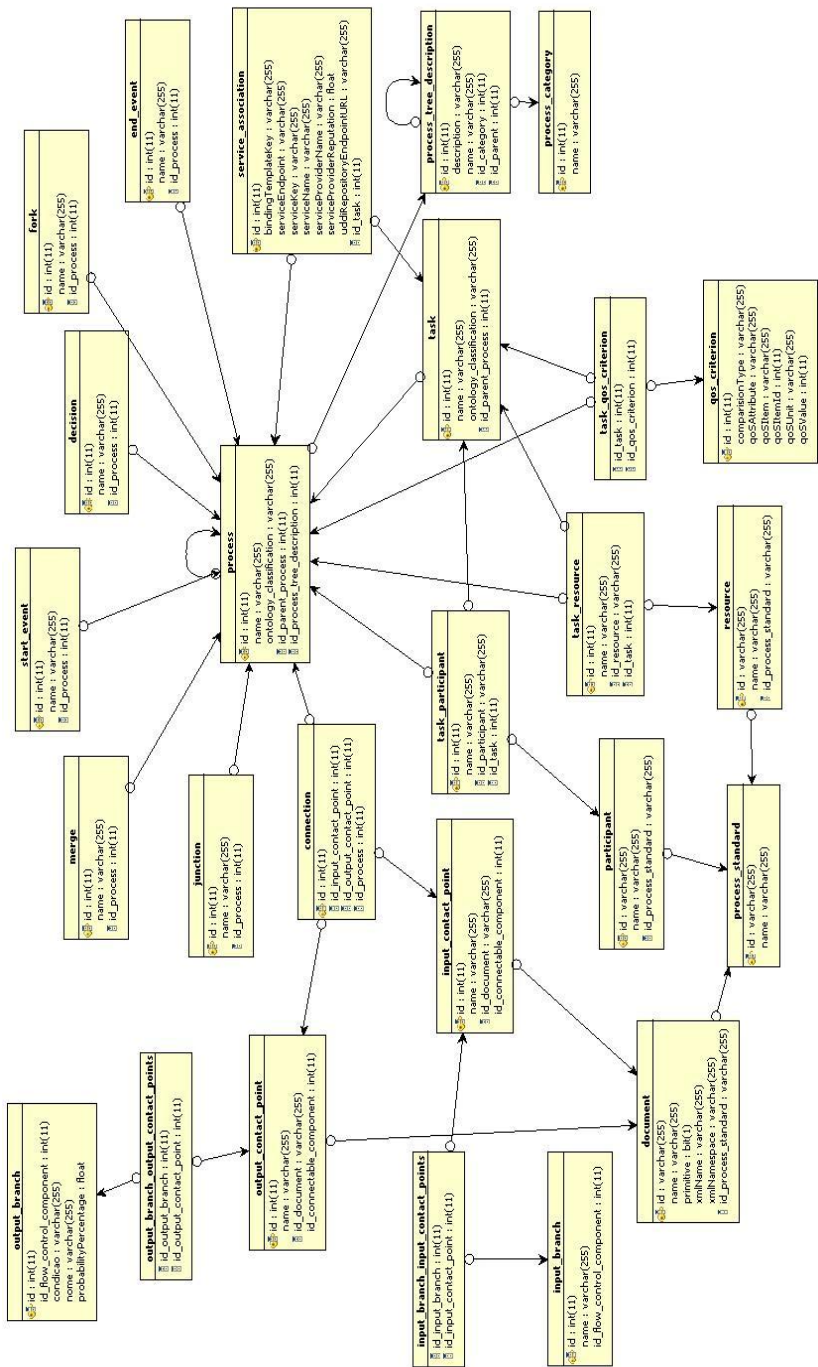 output_branch
id : int(11)
id_flow_control_component : int(11)
condicao : varchar(255)
nome : varchar(255)
probabilityPercentage : float
output_branch_output_contact_points
id_output_branch : int(11)
id_output_contact_point : int(11)
output_contact_point
id : int(11)
name : varchar(255)
id_document : varchar(255)
id_connectable_component : int(11)
input_branch_input_contact_points
id_input_branch : int(11)
id_input_contact_point : int(11)
input_branch
id : int(11)
name : varchar(255)
id_flow_control_component : int(11)
merge
id : int(11)
name : varchar(255)
id_process : int(11)
junction
id : int(11)
name : varchar(255)
id_process : int(11)
connection
id : int(11)
id_input_contact_point : int(11)
id_output_contact_point : int(11)
id_process : int(11)
input_contact_point
id : int(11)
name : varchar(255)
id_document : varchar(255)
id_connectable_component : int(11)
document
id : varchar(255)
name : varchar(255)
primitive : bit(1)
xmlName : varchar(255)
xmlNamespace : varchar(255)
id_process_standard : varchar(255)
start_event
id : int(11)
name : varchar(255)
id_process : int(11)
process
id : int(11)
name : varchar(255)
ontology_classification : varchar(255)
id_parent_process : int(11)
id_process_tree_description : int(11)
task_participant
id : int(11)
name : varchar(255)
id_participant : varchar(255)
id_task : int(11)
participant
id : varchar(255)
name : varchar(255)
id_process_standard : varchar(255)
process_standard
id : varchar(255)
name : varchar(255)
decision
id : int(11)
name : varchar(255)
id_process : int(11)
task_resource
id : int(11)
name : varchar(255)
id_resource : varchar(255)
id_task : int(11)
resource
id : varchar(255)
name : varchar(255)
id_process_standard : varchar(255)
fork
id : int(11)
name : varchar(255)
id_process : int(11)
task
id : int(11)
name : varchar(255)
ontology_classification : varchar(255)
id_parent_process : int(11)
task_qos_criterion
id_task : int(11)
id_qos_criterion : int(11)
qos_criterion
id : int(11)
comparisionType : varchar(255)
qoSAttribute : varchar(255)
qoSItem : varchar(255)
qoSItemId : int(11)
qoSUnit : varchar(255)
qoSValue : int(11)
end_event
id : int(11)
name : varchar(255)
id_process : int(11)
service_association
id : int(11)
bindingTemplateKey : varchar(255)
serviceEndpoint : varchar(255)
serviceKey : varchar(255)
serviceName : varchar(255)
serviceProviderName : varchar(255)
serviceProviderReputation : float
uddiRepositoryEndpointURL : varchar(255)
id_task : int(11)
process_tree_description
id : int(11)
description : varchar(255)
name : varchar(255)
id_category : int(11)
id_parent : int(11)
process_category
id : int(11)
name : varchar(255)